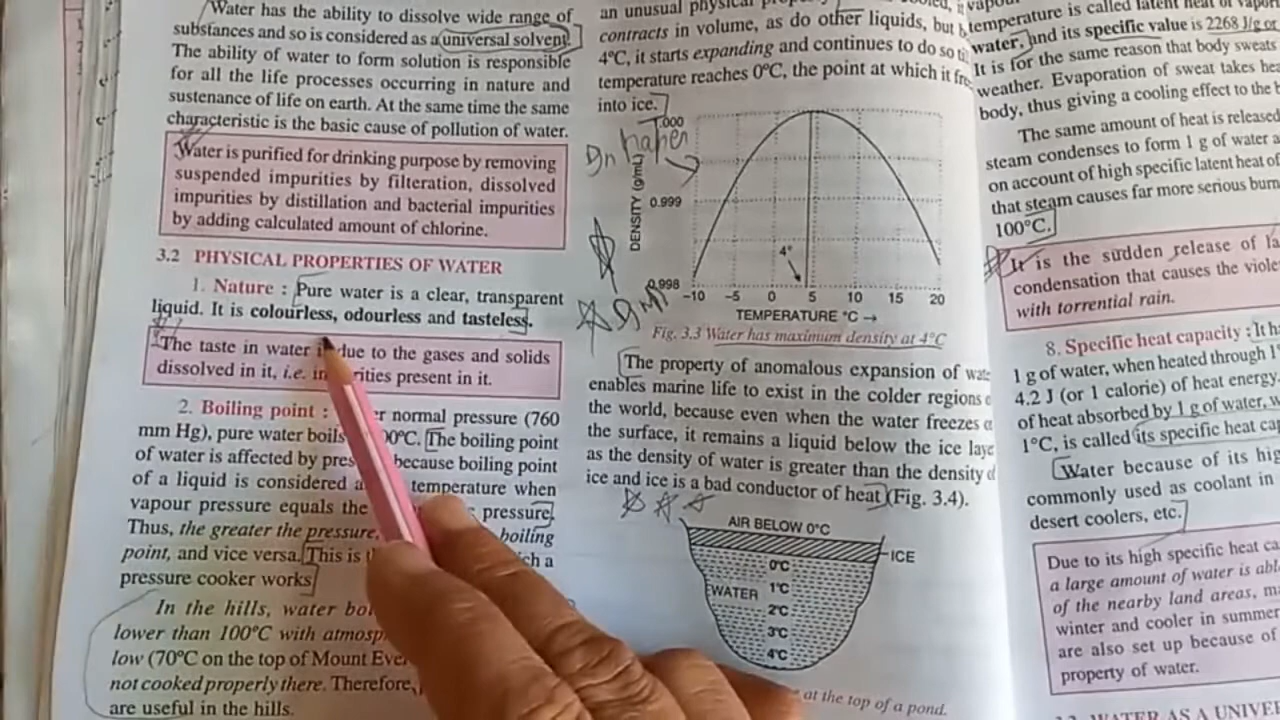 Water has the ability to dissolve wide range of
substances and so is considered as a universal solvent.
The ability of water to form solution is responsible
for all the life processes occurring in nature and
sustenance of life on earth. At the same time the same
characteristic is the basic cause of pollution of water.
Water is purified for drinking purpose by removing
suspended impurities by filteration, dissolved
impurities by distillation and bacterial impurities
by adding calculated amount of chlorine.
3.2 PHYSICAL PROPERTIES OF WATER
1. Nature : Pure water is a clear, transparent
liquid. It is colourless, odourless and tasteless.
The taste in water is due to the gases and solids
dissolved in it, i.e. impurities present in it.
2. Boiling point : normal pressure (760
mm Hg), pure water boils 100°C. The boiling point
of water is affected by because boiling point
of a liquid is considered temperature when
vapour pressure equals the pressure.
Thus, the greater the pressure, boiling
point, and vice versa. This is
pressure cooker works
In the hills, water
lower than 100°C with
low (70°C on the top of Mount
not cooked properly there. Therefore,
are useful in the hills.
an unusual physical
contracts in volume, as do other liquids, but
4°C, it starts expanding and continues to do so
temperature reaches 0°C, the point at which it
into ice.
In paper
DENSITY (g/mL)
1.000
0.999
0.998
4°
-10 -5 0 5 10 15 20
TEMPERATURE °C →
Fig. 3.3 Water has maximum density at 4°C
The property of anomalous expansion of
enables marine life to exist in the colder regions
the world, because even when the water freezes
the surface, it remains a liquid below the ice
as the density of water is greater than the density
ice and ice is a bad conductor of heat (Fig. 3.4).
AIR BELOW 0°C
ICE
0°C
WATER 1°C
2°C
3°C
4°C
at the top of a pond.
temperature is called latent heat of
water, and its specific value is 2268 J/g or
It is for the same reason that body sweats
weather. Evaporation of sweat takes
body, thus giving a cooling effect to the
The same amount of heat is released
steam condenses to form 1 g of water
on account of high specific latent heat of
that steam causes far more serious
100°C.
It is the sudden release of
condensation that causes the
with torrential rain.
8. Specific heat capacity : It
1 g of water, when heated through
4.2 J (or 1 calorie) of heat energy.
of heat absorbed by 1 g of water,
1°C, is called its specific heat
Water because of its
commonly used as coolant in
desert coolers, etc.
Due to its high specific heat
a large amount of water is
of the nearby land areas,
winter and cooler in summer
are also set up because of
property of water.
WATER AS A